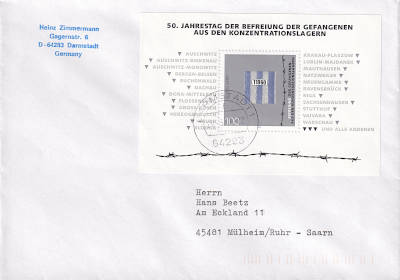 Heinz Zimmermann
Gagernstr. 6
D-64283 Darmstadt
Germany
50. JAHRESTAG DER BEFREIUNG DER GEFANGENEN
AUS DEN KONZENTRATIONSLAGERN
AUSCHWITZ
AUSCHWITZ-BIRKENAU
AUSCHWITZ-MONOWITZ
BERGEN-BELSEN
BUCHENWALD
DACHAU
DORA-MITTELBAU
FLOSSENBÜRG
GROSS-ROSEN
HERZOGENBUSCH
KRAKAU-PLASZOW
LUBLIN-MAJDANEK
MAUTHAUSEN
NATZWEILER
NEUENGAMME
RAVENSBRÜCK
RIGA
SACHSENHAUSEN
STUTTHOF
VAIVARA
WARSCHAU
UND ALLE ANDEREN
11860
100
64283
Herrn
Hans Beetz
Am Eckland 11
45481 Mülheim/Ruhr - Saarn